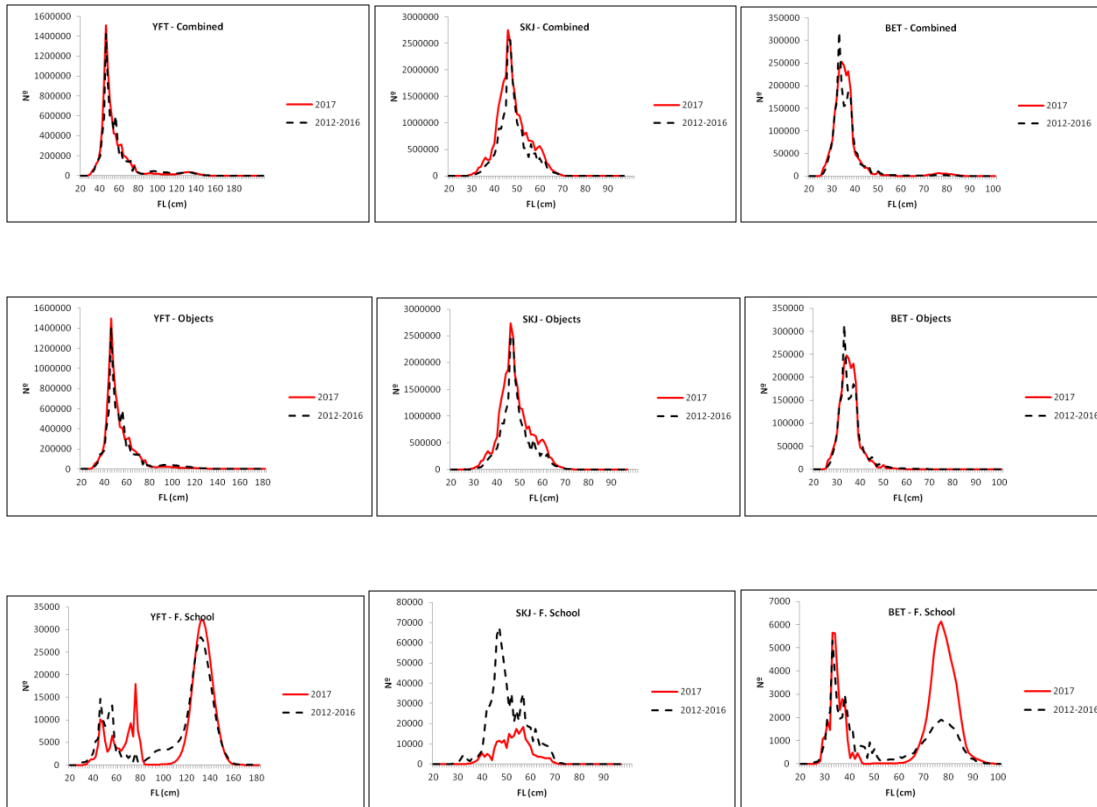 YFT - Combined
1600000
1400000
1200000
1000000
800000
600000
400000
200000
0
Nº
20 40 60 80 100 120 140 160 180
FL (cm)
2017
2012-2016
SKJ - Combined
3000000
2500000
2000000
1500000
1000000
500000
0
Nº
20 30 40 50 60 70 80 90
FL (cm)
2017
2012-2016
BET - Combined
350000
300000
250000
200000
150000
100000
50000
0
Nº
20 30 40 50 60 70 80 90 100
FL (cm)
2017
2012-2016
YFT - Objects
1600000
1400000
1200000
1000000
800000
600000
400000
200000
0
Nº
20 40 60 80 100 120 140 160 180
FL (cm)
2017
2012-2016
SKJ - Objects
3000000
2500000
2000000
1500000
1000000
500000
0
Nº
20 30 40 50 60 70 80 90
FL (cm)
2017
2012-2016
BET - Objects
350000
300000
250000
200000
150000
100000
50000
0
Nº
20 30 40 50 60 70 80 90 100
FL (cm)
2017
2012-2016
YFT - F. School
35000
30000
25000
20000
15000
10000
5000
0
Nº
20 40 60 80 100 120 140 160 180
FL (cm)
2017
2012-2016
SKJ - F. School
80000
70000
60000
50000
40000
30000
20000
10000
0
Nº
20 30 40 50 60 70 80 90
FL (cm)
2017
2012-2016
BET - F. School
7000
6000
5000
4000
3000
2000
1000
0
Nº
20 30 40 50 60 70 80 90 100
FL (cm)
2017
2012-2016